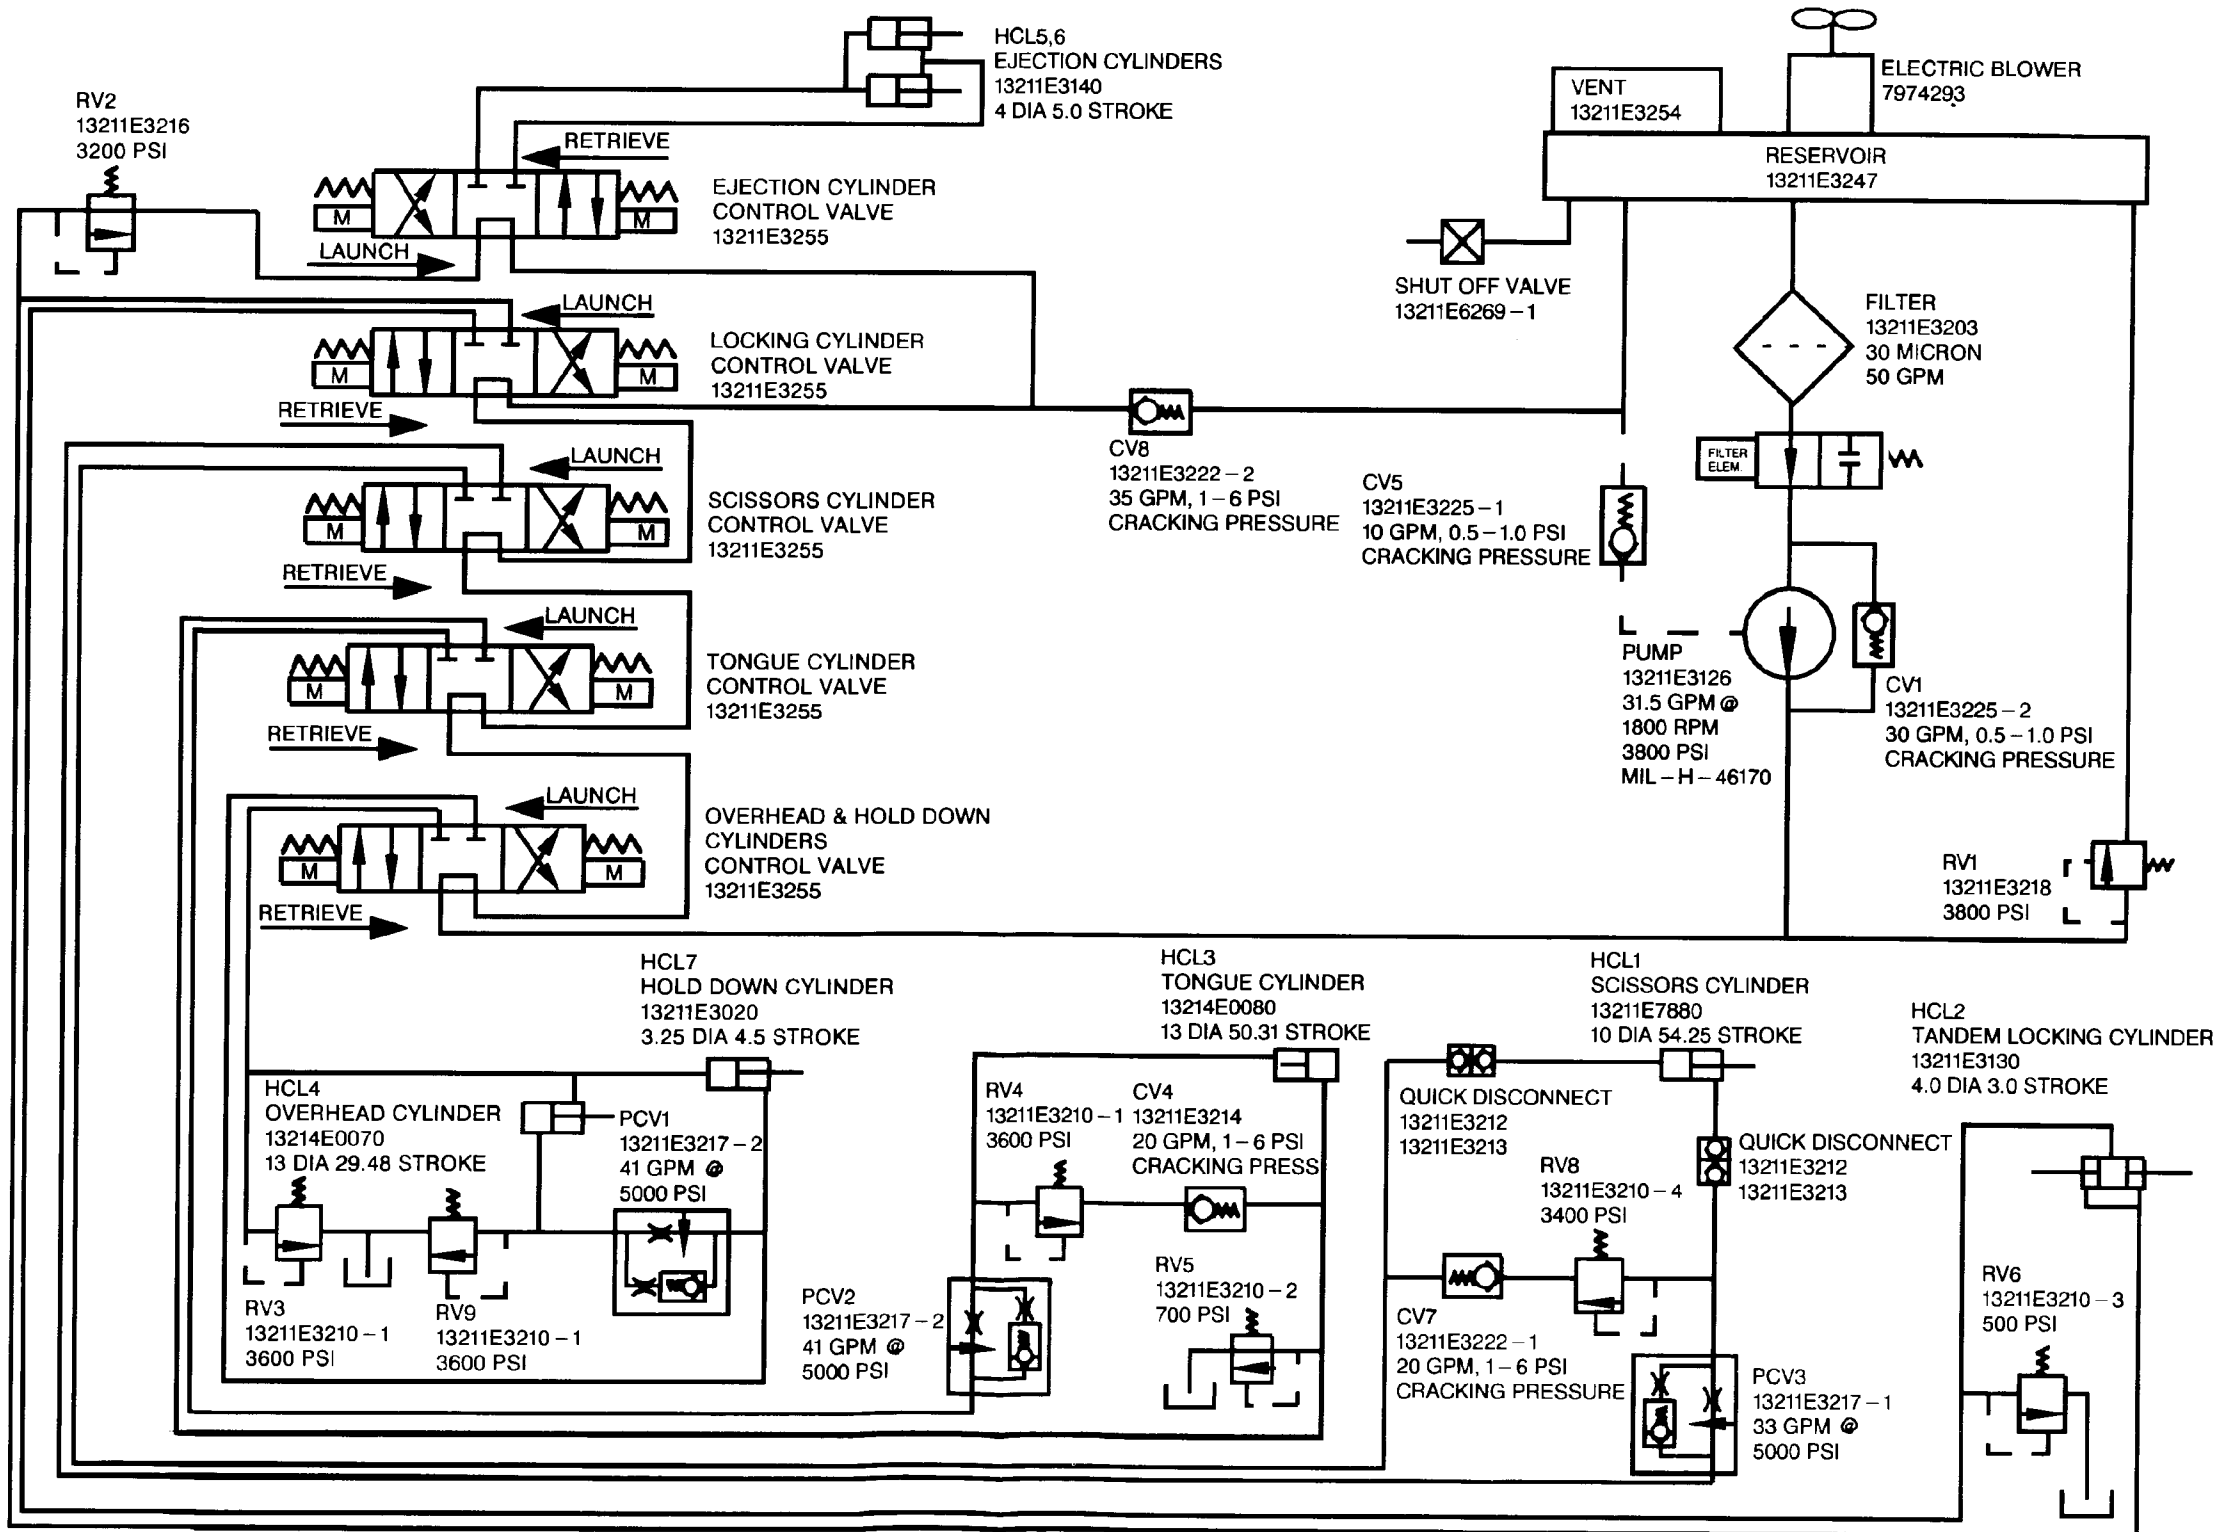 HCL5,6
EJECTION CYLINDERS
13211E3140
4 DIA 5.0 STROKE
RV2
13211E3216
3200 PSI
RETRIEVE
M
M
EJECTION CYLINDER
CONTROL VALVE
13211E3255
LAUNCH
LAUNCH
M
M
LOCKING CYLINDER
CONTROL VALVE
13211E3255
RETRIEVE
LAUNCH
M
M
SCISSORS CYLINDER
CONTROL VALVE
13211E3255
RETRIEVE
LAUNCH
M
M
TONGUE CYLINDER
CONTROL VALVE
13211E3255
RETRIEVE
LAUNCH
M
M
OVERHEAD & HOLD DOWN
CYLINDERS
CONTROL VALVE
13211E3255
RETRIEVE
VENT
13211E3254
ELECTRIC BLOWER
7974293
RESERVOIR
13211E3247
SHUT OFF VALVE
13211E6269-1
FILTER
13211E3203
30 MICRON
50 GPM
FILTER
ELEM.
CV8
13211E3222-2
35 GPM, 1-6 PSI
CRACKING PRESSURE
CV5
13211E3225-1
10 GPM, 0.5-1.0 PSI
CRACKING PRESSURE
PUMP
13211E3126
31.5 GPM @
1800 RPM
3800 PSI
MIL-H-46170
CV1
13211E3225-2
30 GPM, 0.5-1.0 PSI
CRACKING PRESSURE
RV1
13211E3218
3800 PSI
HCL7
HOLD DOWN CYLINDER
13211E3020
3.25 DIA 4.5 STROKE
HCL4
OVERHEAD CYLINDER
13214E0070
13 DIA 29.48 STROKE
PCV1
13211E3217-2
41 GPM @
5000 PSI
RV3
13211E3210-1
3600 PSI
RV9
13211E3210-1
3600 PSI
HCL3
TONGUE CYLINDER
13214E0080
13 DIA 50.31 STROKE
RV4
13211E3210-1
3600 PSI
CV4
13211E3214
20 GPM, 1-6 PSI
CRACKING PRESS
PCV2
13211E3217-2
41 GPM @
5000 PSI
RV5
13211E3210-2
700 PSI
HCL1
SCISSORS CYLINDER
13211E7880
10 DIA 54.25 STROKE
QUICK DISCONNECT
13211E3212
13211E3213
QUICK DISCONNECT
13211E3212
13211E3213
RV8
13211E3210-4
3400 PSI
CV7
13211E3222-1
20 GPM, 1-6 PSI
CRACKING PRESSURE
PCV3
13211E3217-1
33 GPM @
5000 PSI
HCL2
TANDEM LOCKING CYLINDER
13211E3130
4.0 DIA 3.0 STROKE
RV6
13211E3210-3
500 PSI